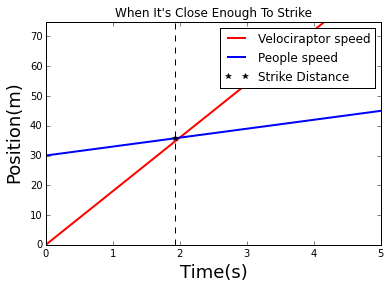 When It's Close Enough To Strike
Velociraptor speed
People speed
Strike Distance
Position(m)
70
60
50
40
30
20
10
0
0 1 2 3 4 5
Time(s)